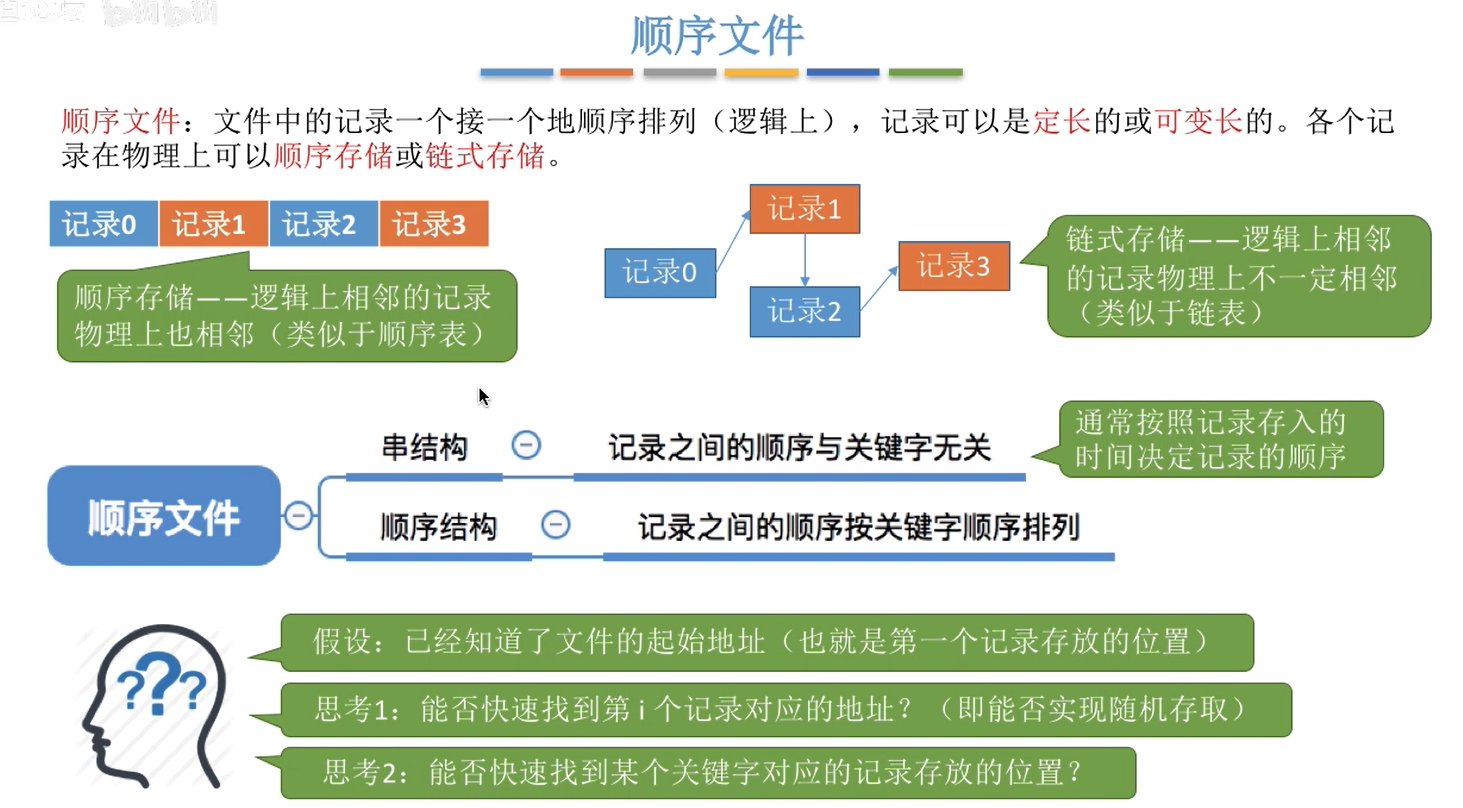 顺序文件
顺序文件：文件中的记录一个接一个地顺序排列（逻辑上），记录可以是定长的或可变长的。各个记
录在物理上可以顺序存储或链式存储。
记录0 记录1 记录2 记录3
顺序存储——逻辑上相邻的记录
物理上也相邻（类似于顺序表）
记录0
记录1
记录2
记录3
链式存储——逻辑上相邻
的记录物理上不一定相邻
（类似于链表）
顺序文件
串结构
记录之间的顺序与关键字无关
通常按照记录存入的
时间决定记录的顺序
顺序结构
记录之间的顺序按关键字顺序排列
???
假设：已经知道了文件的起始地址（也就是第一个记录存放的位置）
思考1：能否快速找到第 i 个记录对应的地址？（即能否实现随机存取）
思考2：能否快速找到某个关键字对应的记录存放的位置？